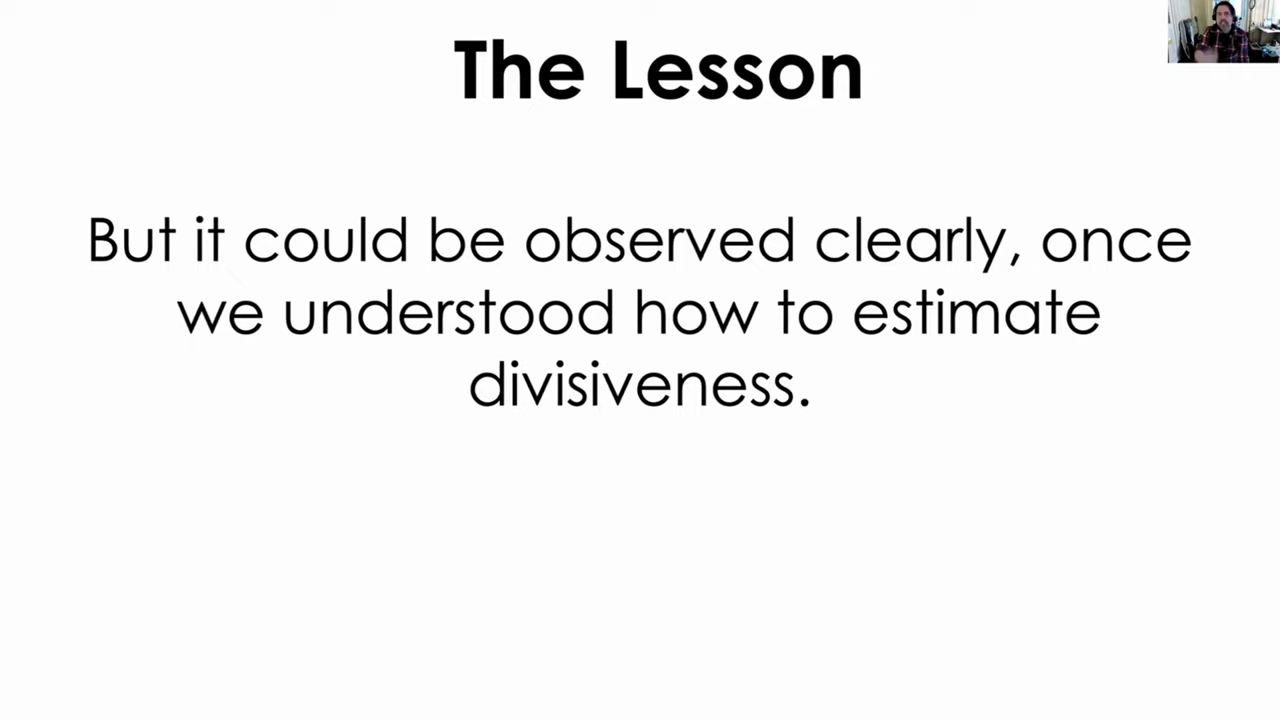 The Lesson
But it could be observed clearly, once
we understood how to estimate
divisiveness.